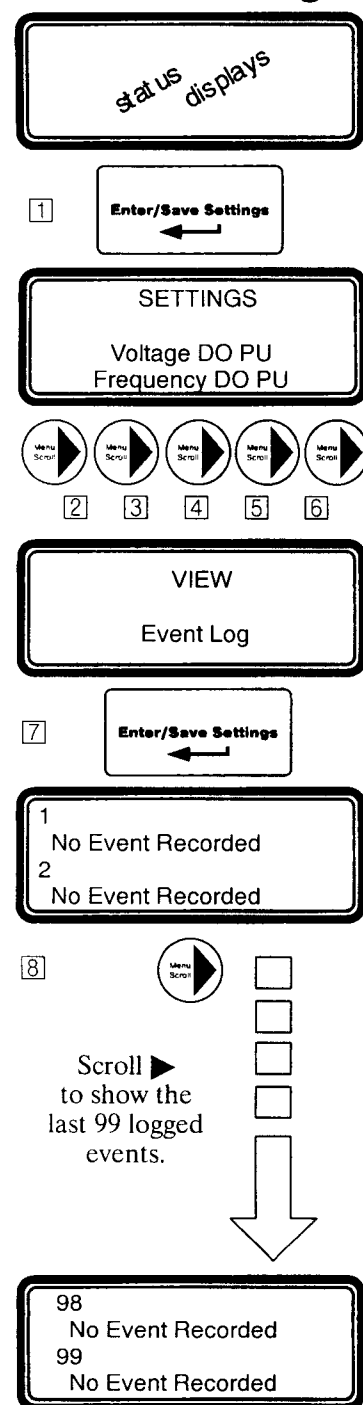 status displays
1
Enter/Save Settings
SETTINGS
Voltage DO PU
Frequency DO PU
Menu Scroll Menu Scroll Menu Scroll Menu Scroll Menu Scroll
2 3 4 5 6
VIEW
Event Log
7
Enter/Save Settings
1
No Event Recorded
2
No Event Recorded
8
Menu Scroll
Scroll ▶
to show the
last 99 logged
events.
98
No Event Recorded
99
No Event Recorded